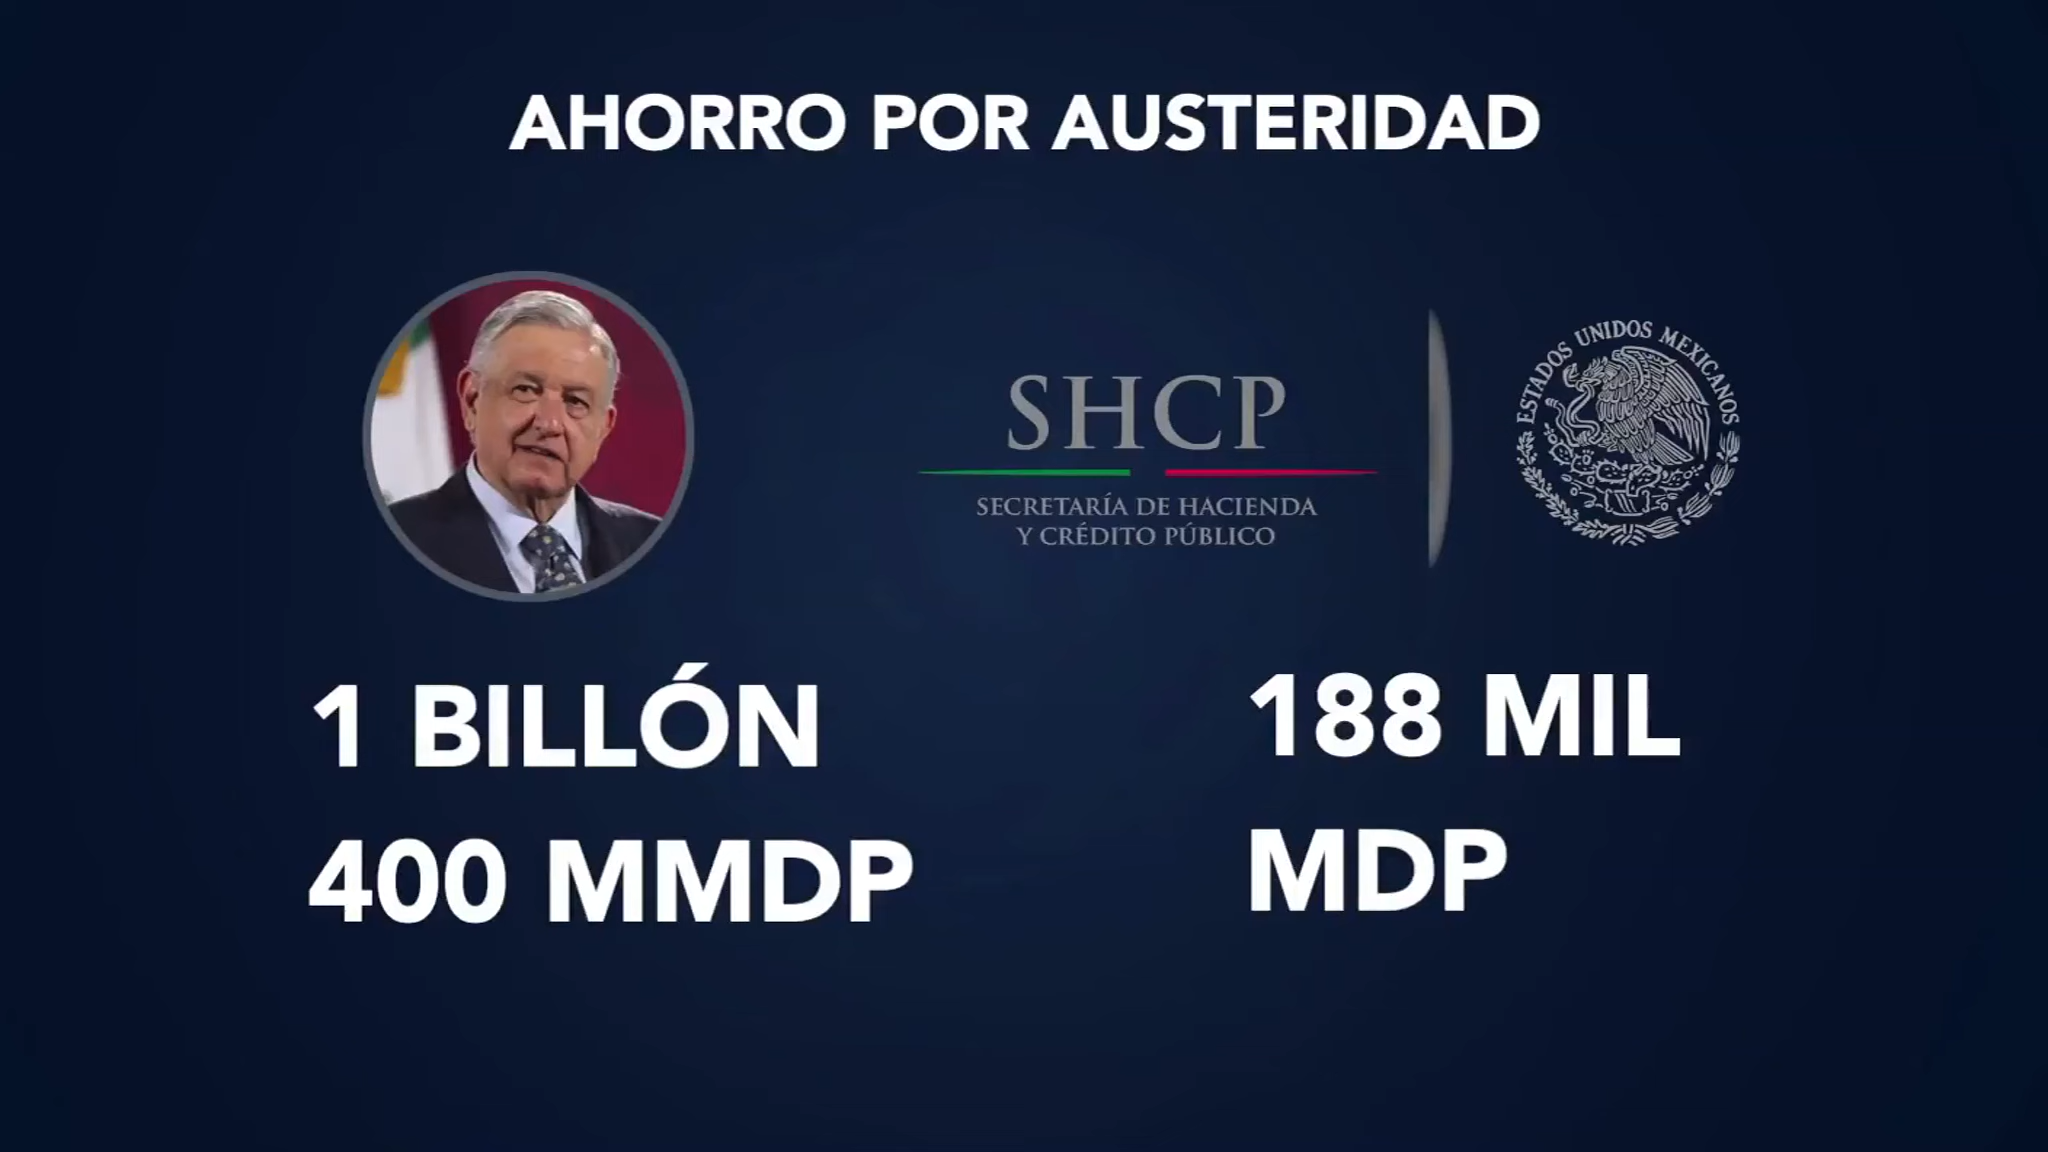 AHORRO POR AUSTERIDAD
SHCP
SECRETARÍA DE HACIENDA
Y CRÉDITO PÚBLICO
ESTADOS UNIDOS MEXICANOS
1 BILLÓN
400 MMDP
188 MIL
MDP